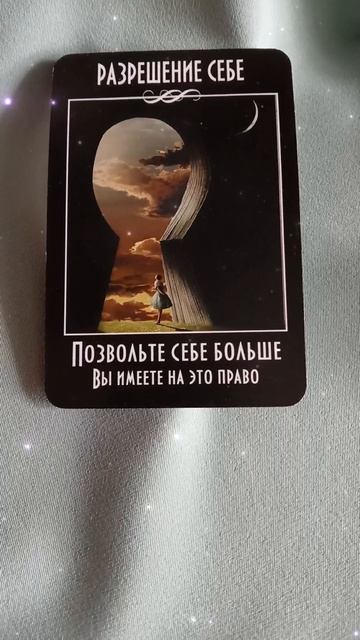 РАЗРЕШЕНИЕ СЕБЕ
ПОЗВОЛЬТЕ СЕБЕ БОЛЬШЕ
ВЫ ИМЕЕТЕ НА ЭТО ПРАВО